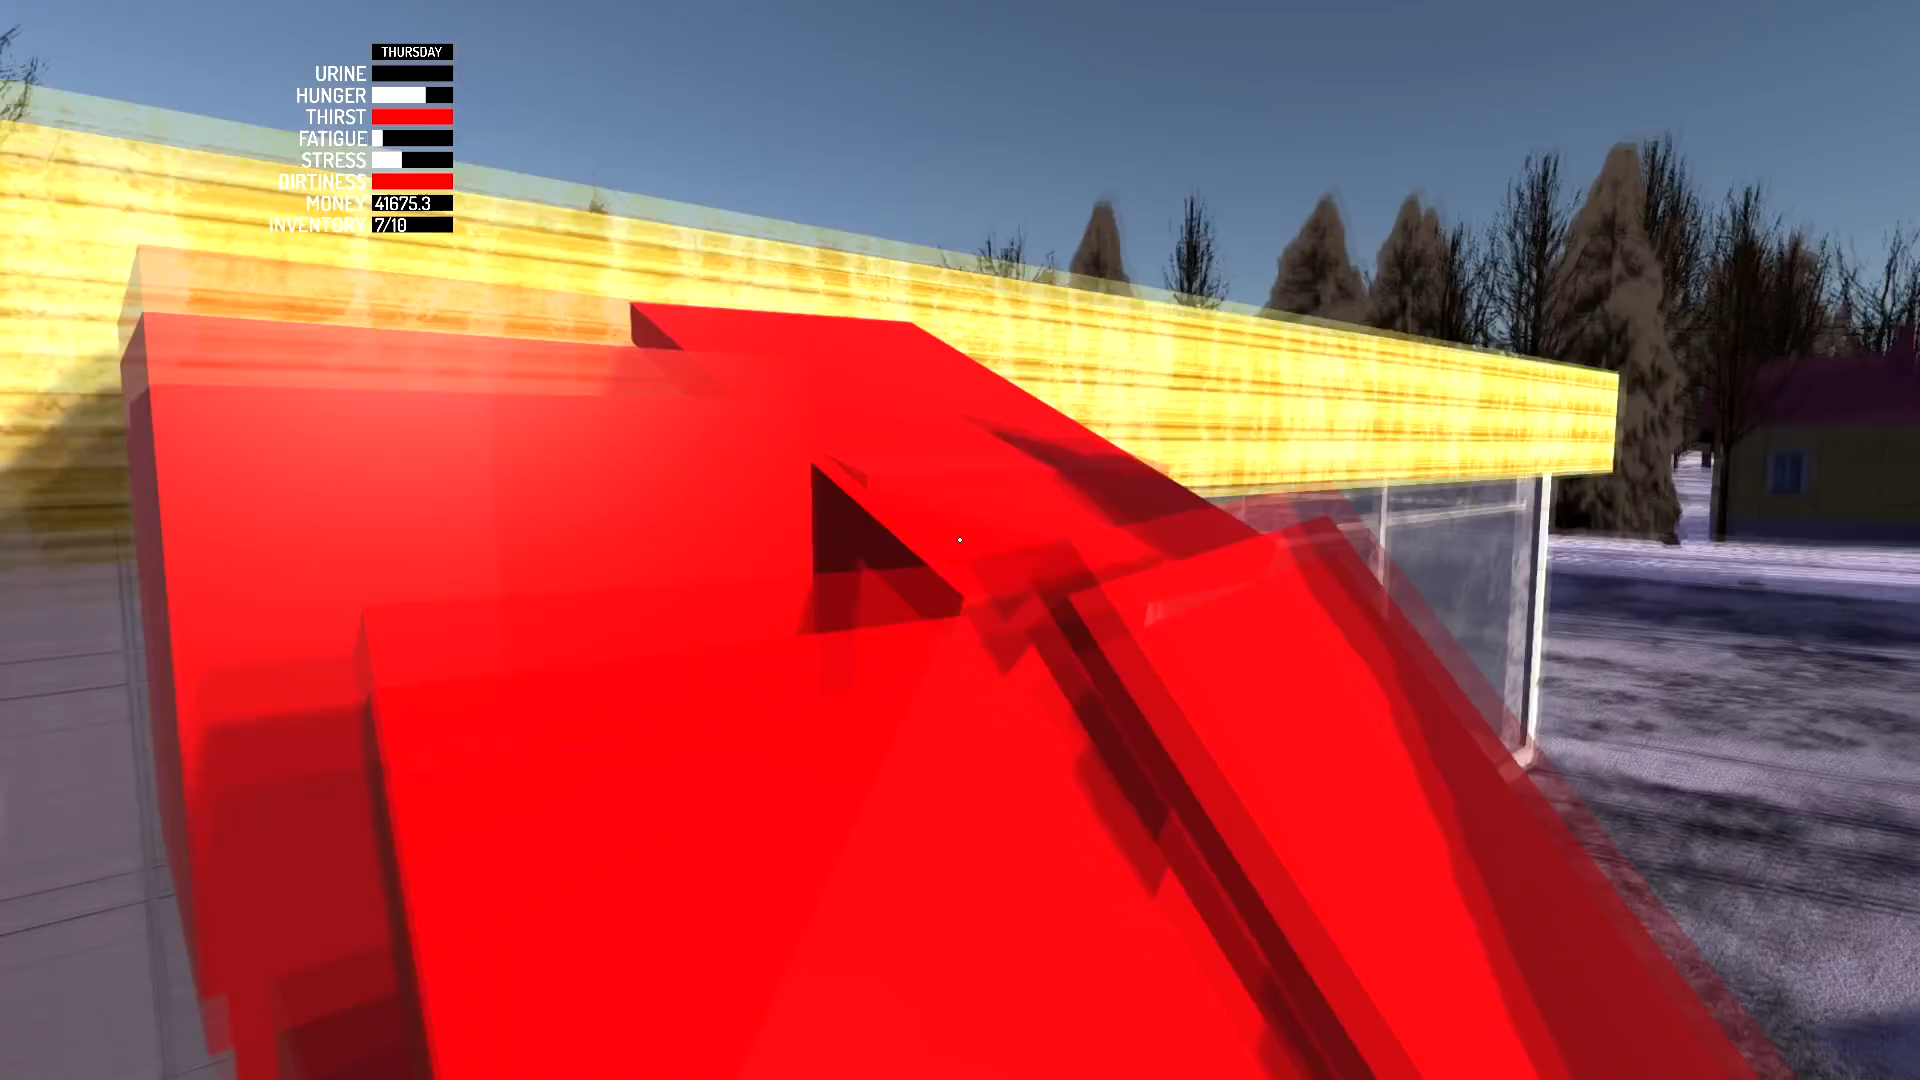 THURSDAY
URINE
HUNGER
THIRST
FATIGUE
STRESS
DIRTINESS
MONEY 41675.3
INVENTORY 7/10